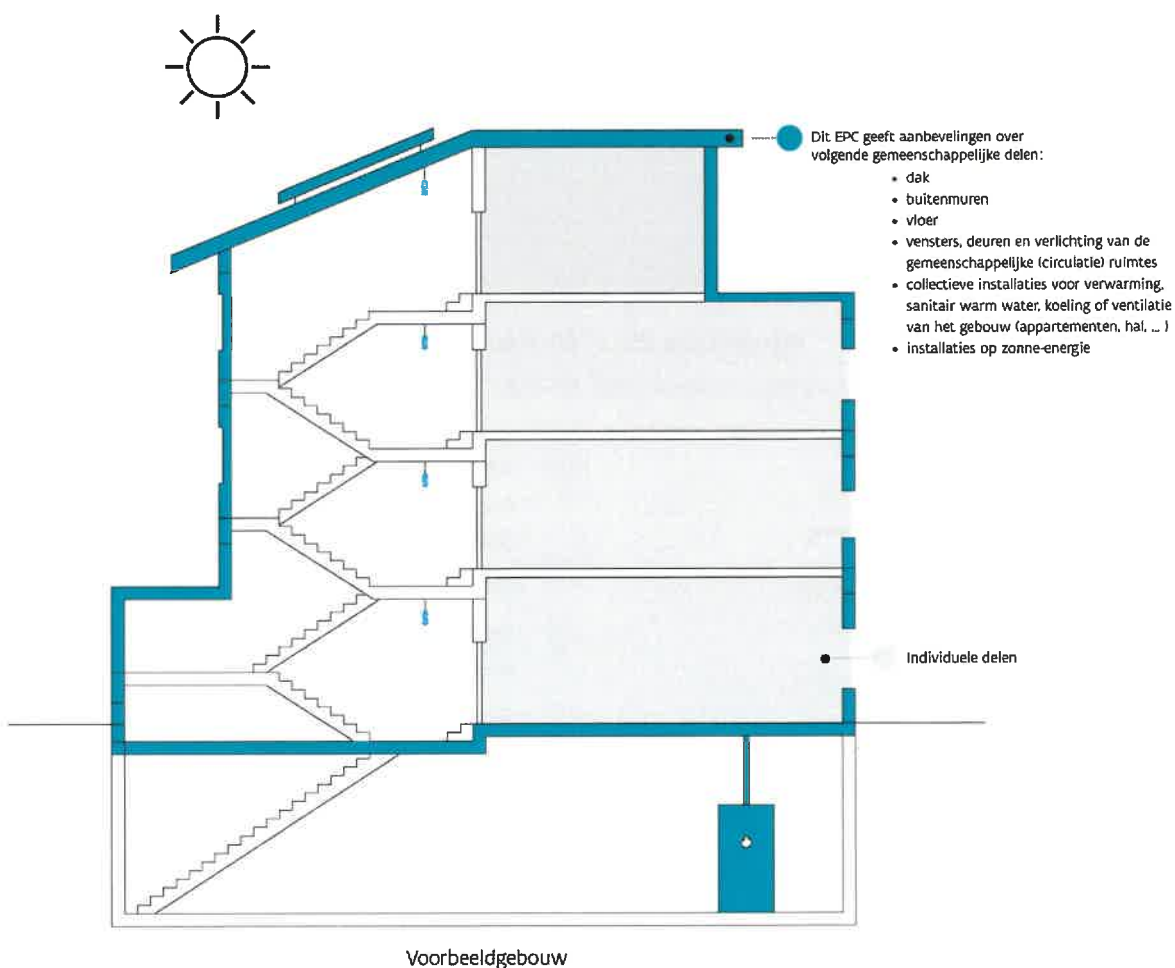 Dit EPC geeft aanbevelingen over
volgende gemeenschappelijke delen:
• dak
• buitenmuren
• vloer
• vensters, deuren en verlichting van de
gemeenschappelijke (circulatie) ruimtes
• collectieve installaties voor verwarming,
sanitair warm water, koeling of ventilatie
van het gebouw (appartementen, hal, ... )
• installaties op zonne-energie
Individuele delen
Voorbeeldgebouw